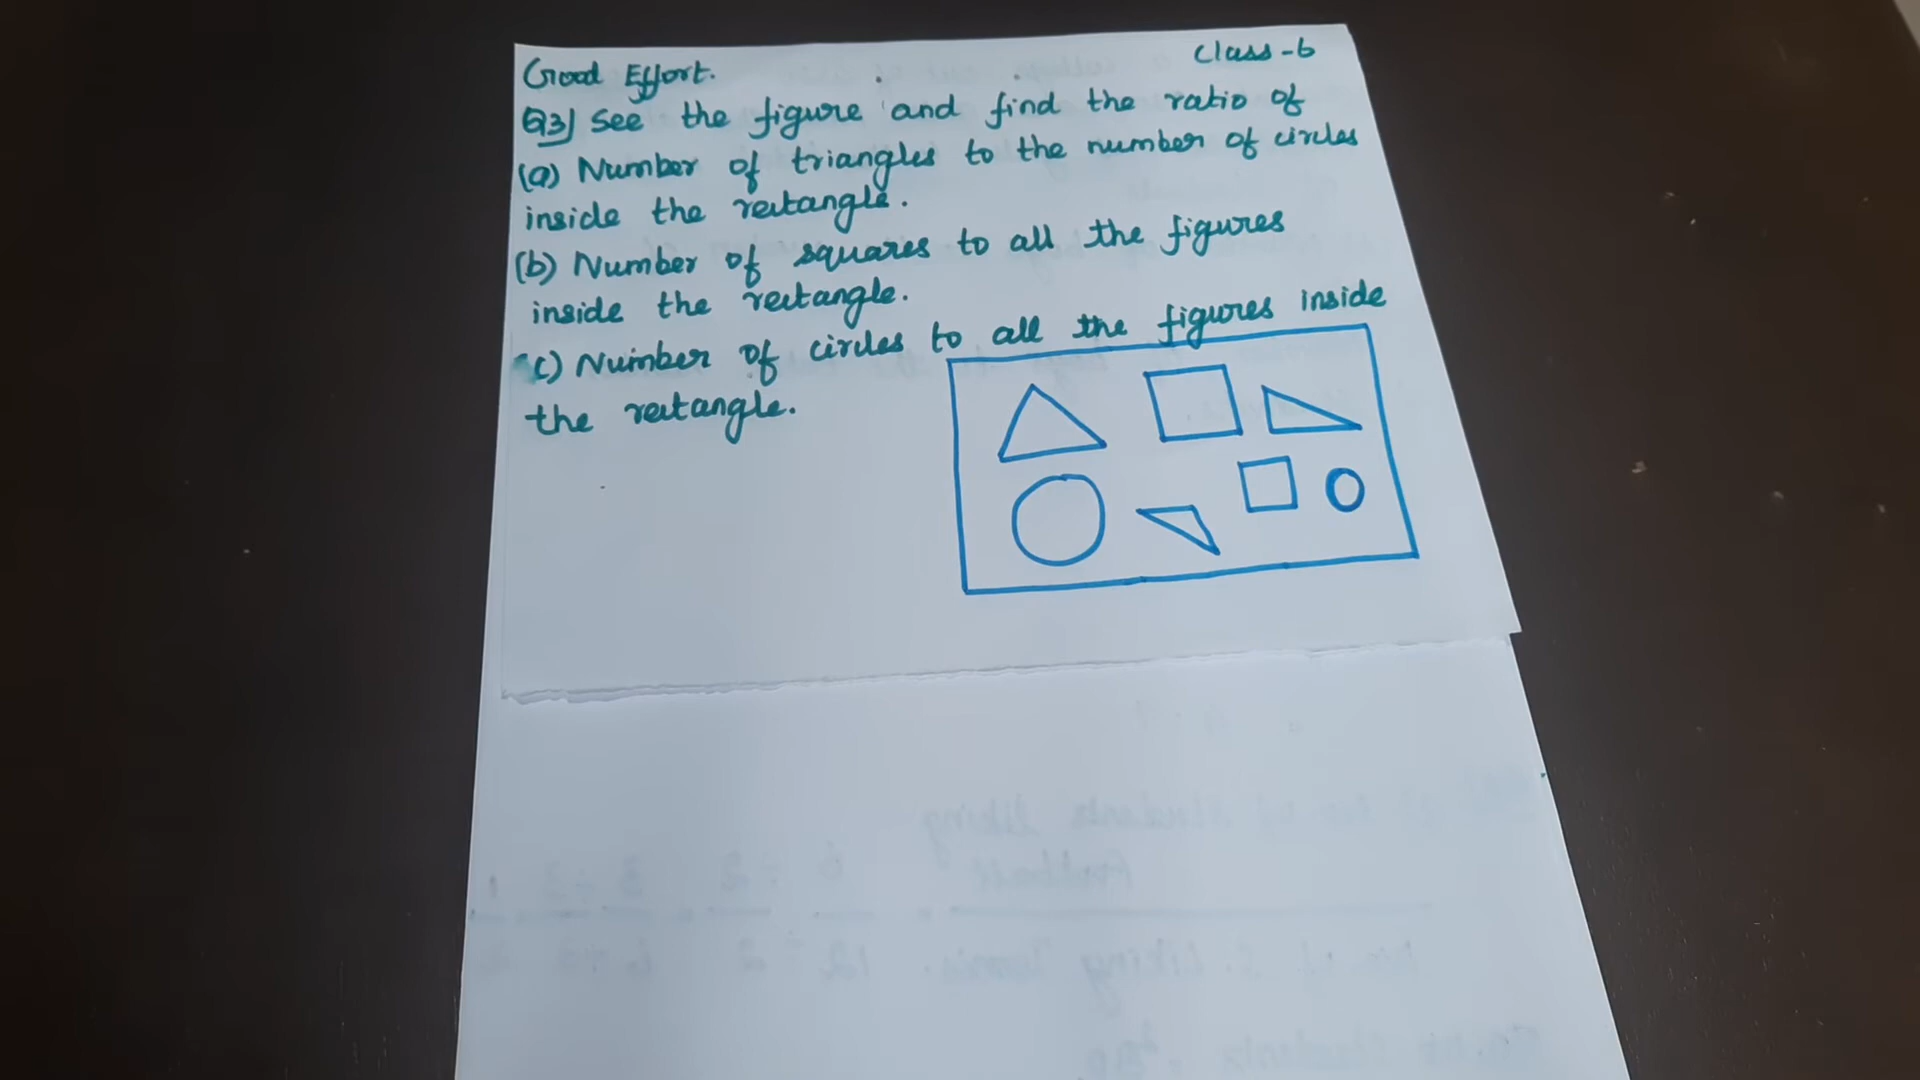 Good Effort.
Class-6
Q3) See the figure and find the ratio of
(a) Number of triangles to the number of circles
inside the rectangle.
(b) Number of squares to all the figures
inside the rectangle.
c) Number of circles to all the figures inside
the rectangle.